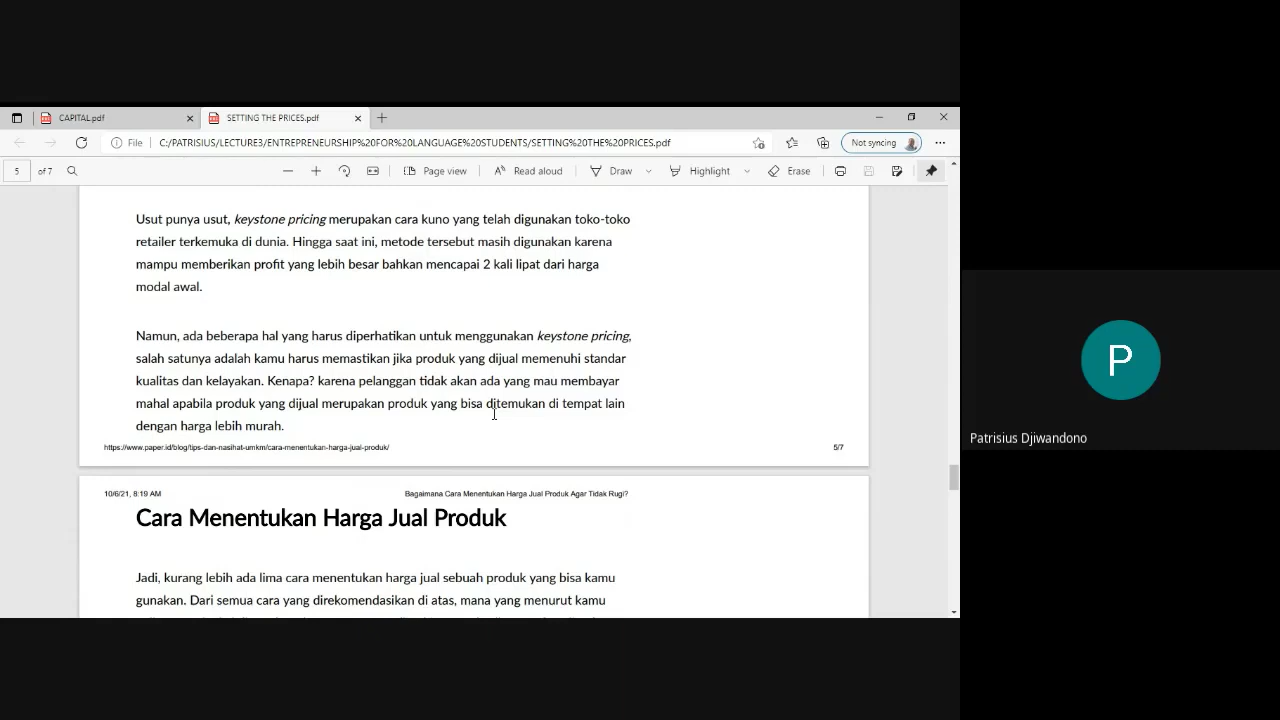 CAPITAL.pdf
SETTING THE PRICES.pdf
File
C:/PATRISIUS/LECTURE3/ENTREPRENEURSHIP%20FOR%20LANGUAGE%20STUDENTS/SETTING%20THE%20PRICES.pdf
Not syncing
5 of 7
Page view
Read aloud
Draw
Highlight
Erase
Usut punya usut, keystone pricing merupakan cara kuno yang telah digunakan toko-toko
retailer terkemuka di dunia. Hingga saat ini, metode tersebut masih digunakan karena
mampu memberikan profit yang lebih besar bahkan mencapai 2 kali lipat dari harga
modal awal.
Namun, ada beberapa hal yang harus diperhatikan untuk menggunakan keystone pricing,
salah satunya adalah kamu harus memastikan jika produk yang dijual memenuhi standar
kualitas dan kelayakan. Kenapa? karena pelanggan tidak akan ada yang mau membayar
mahal apabila produk yang dijual merupakan produk yang bisa ditemukan di tempat lain
dengan harga lebih murah.
https://www.paper.id/blog/tips-dan-nasihat-umkm/cara-menentukan-harga-jual-produk/
5/7
10/6/21, 8:19 AM
Bagaimana Cara Menentukan Harga Jual Produk Agar Tidak Rugi?
Cara Menentukan Harga Jual Produk
Jadi, kurang lebih ada lima cara menentukan harga jual sebuah produk yang bisa kamu
gunakan. Dari semua cara yang direkomendasikan di atas, mana yang menurut kamu
P
Patrisius Djiwandono